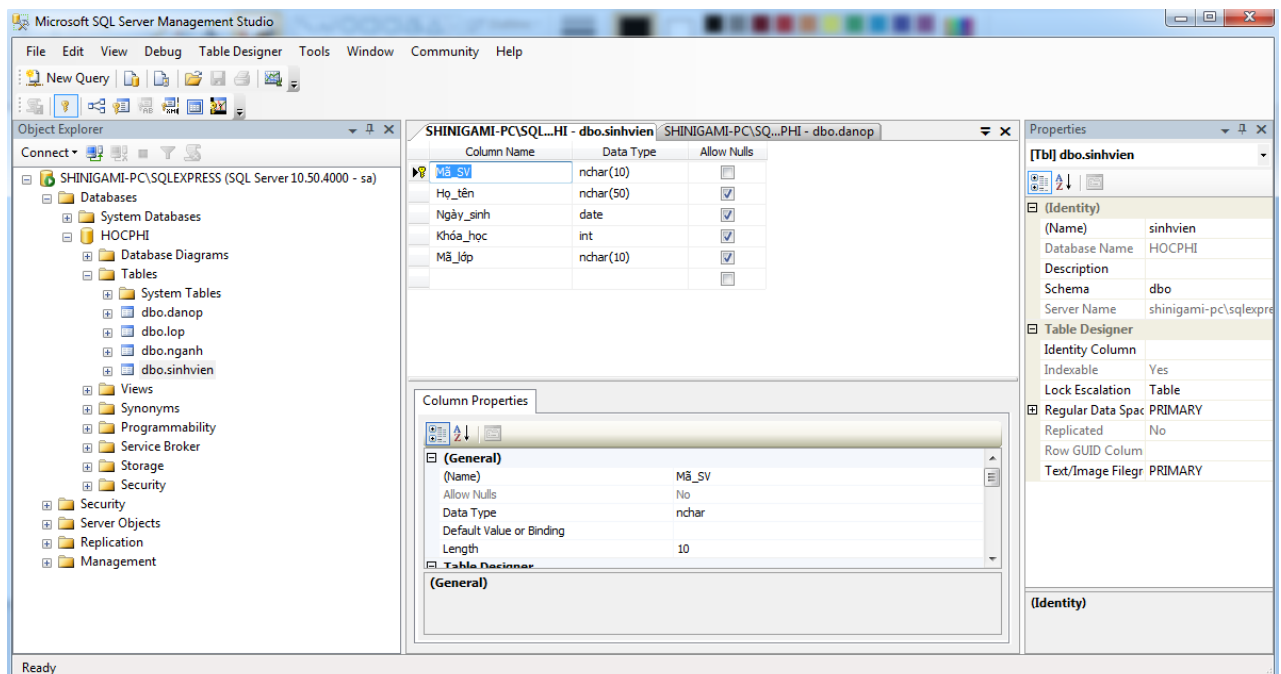 Microsoft SQL Server Management Studio
File Edit View Debug Table Designer Tools Window Community Help
New Query
Object Explorer
Connect
SHINIGAMI-PC\SQLEXPRESS (SQL Server 10.50.4000 - sa)
Databases
System Databases
HOCPHI
Database Diagrams
Tables
System Tables
dbo.danop
dbo.lop
dbo.nganh
dbo.sinhvien
Views
Synonyms
Programmability
Service Broker
Storage
Security
Security
Server Objects
Replication
Management
SHINIGAMI-PC\SQL...HI - dbo.sinhvien SHINIGAMI-PC\SQ...PHI - dbo.danop
Column Name Data Type Allow Nulls
Mã_SV nchar(10)
Họ_tên nchar(50)
Ngày_sinh date
Khóa_học int
Mã_lớp nchar(10)
Column Properties
(General)
(Name) Mã_SV
Allow Nulls No
Data Type nchar
Default Value or Binding
Length 10
Table Designer
(General)
Properties
[Tbl] dbo.sinhvien
(Identity)
(Name) sinhvien
Database Name HOCPHI
Description
Schema dbo
Server Name shinigami-pc\sqlexpre
Table Designer
Identity Column
Indexable Yes
Lock Escalation Table
Regular Data Spac PRIMARY
Replicated No
Row GUID Colum
Text/Image Filegr PRIMARY
(Identity)
Ready